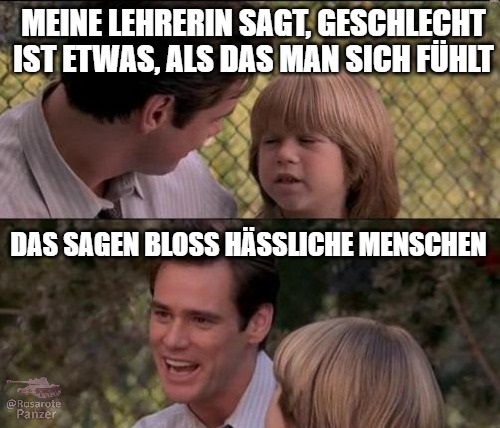 MEINE LEHRERIN SAGT, GESCHLECHT
IST ETWAS, ALS DAS MAN SICH FÜHLT
DAS SAGEN BLOSS HÄSSLICHE MENSCHEN
@Rosarote
Panzer